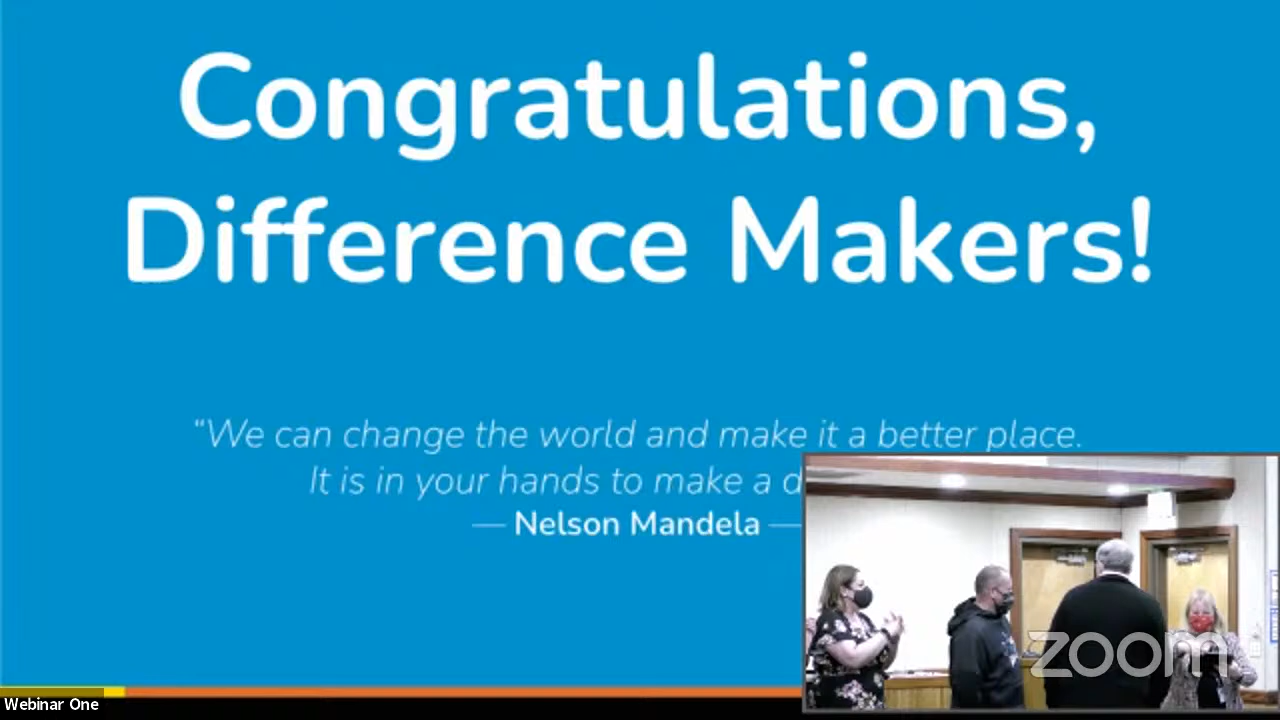 Congratulations,
Difference Makers!
“We can change the world and make it a better place.
It is in your hands to make a d
— Nelson Mandela —
zoom
Webinar One